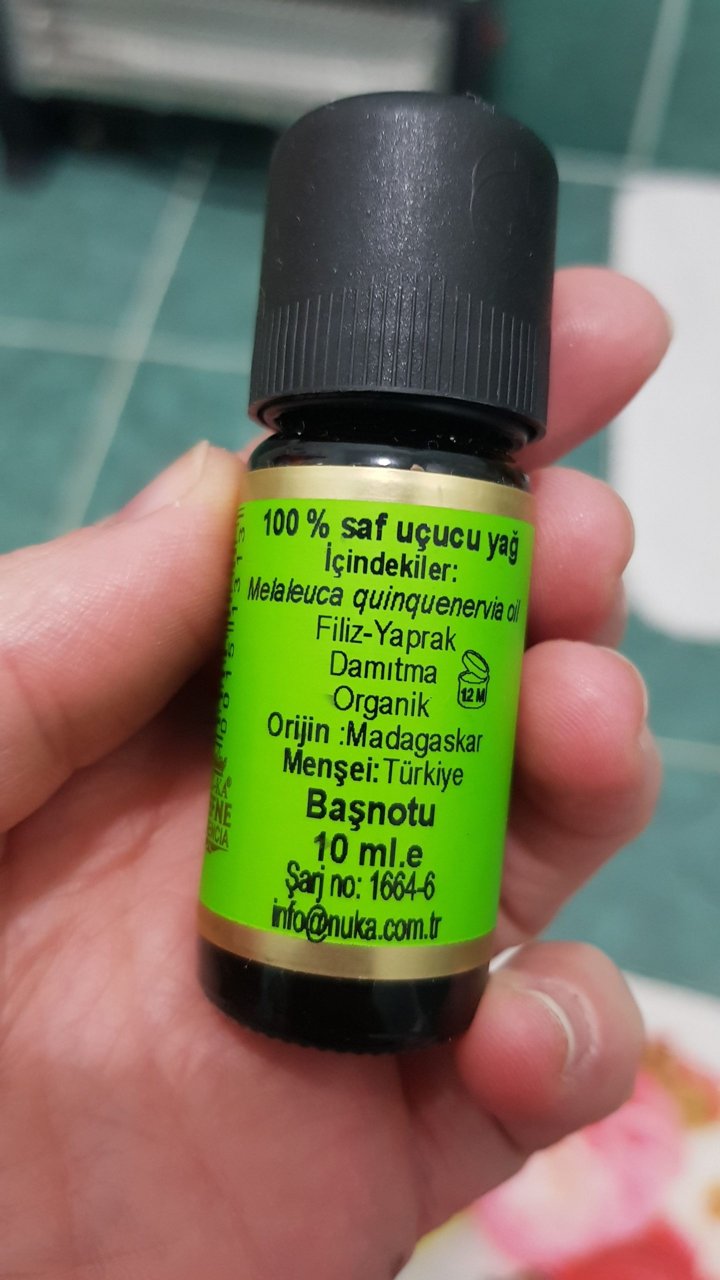 100 % saf uçucu yağ
İçindekiler:
Melaleuca quinquenervia oil
Filiz-Yaprak
Damıtma
12 M
Organik
Orijin :Madagaskar
Menşei:Türkiye
Başnotu
10 ml.e
Şarj no: 1664-6
info@nuka.com.tr